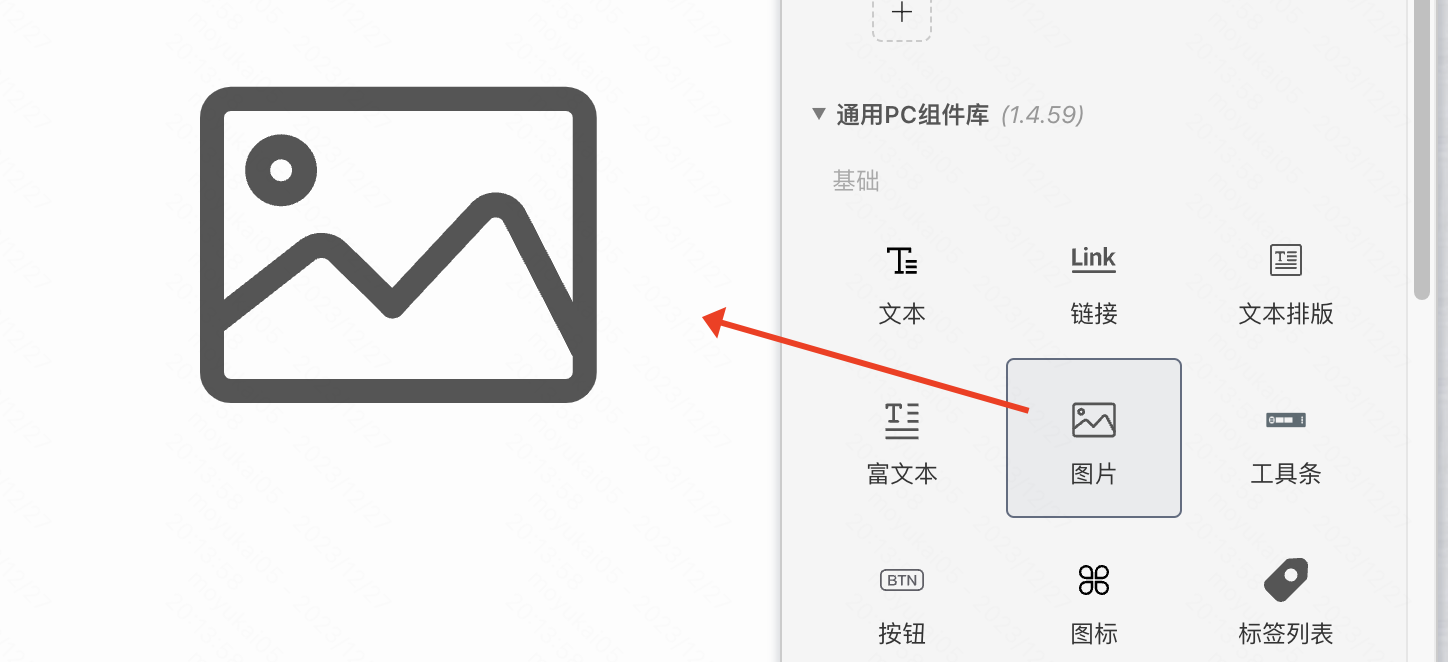 +
▼ 通用PC组件库 (1.4.59)
基础
Link
文本
链接
文本排版
富文本
图片
工具条
BTN
按钮
图标
标签列表